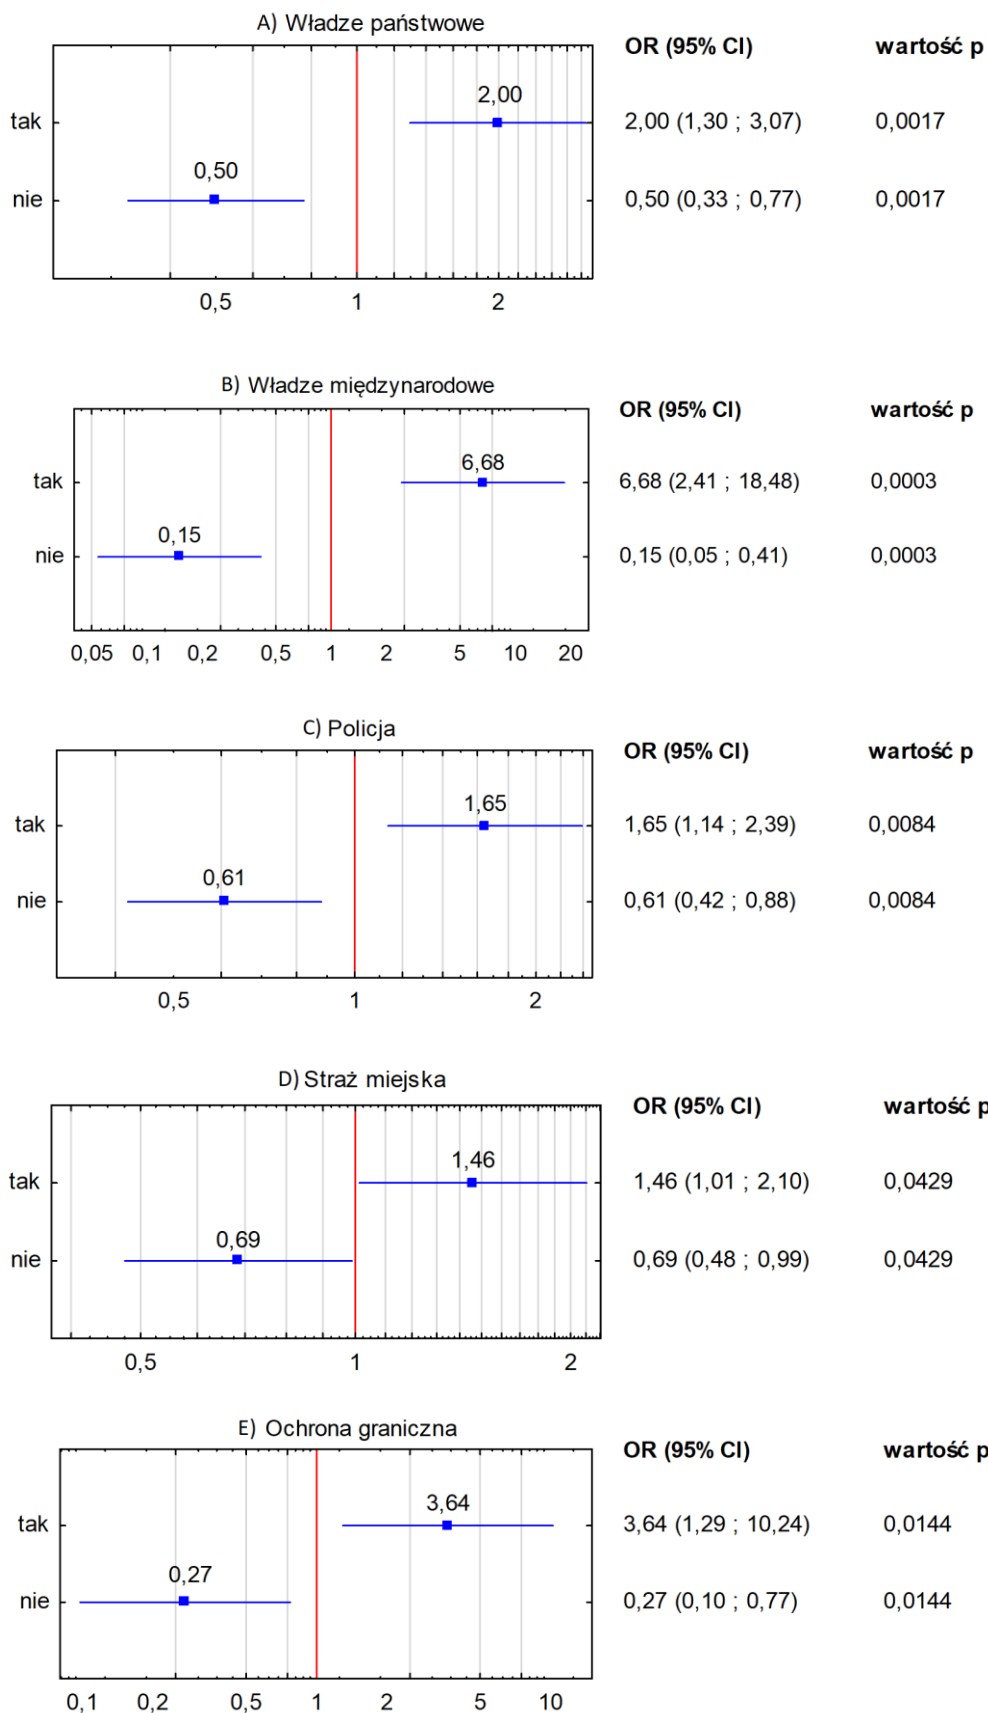 A) Władze państwowe
OR (95% CI) wartość p
tak 2,00 2,00 (1,30 ; 3,07) 0,0017
nie 0,50 0,50 (0,33 ; 0,77) 0,0017
0,5 1 2
B) Władze międzynarodowe
OR (95% CI) wartość p
tak 6,68 6,68 (2,41 ; 18,48) 0,0003
nie 0,15 0,15 (0,05 ; 0,41) 0,0003
0,05 0,1 0,2 0,5 1 2 5 10 20
C) Policja
OR (95% CI) wartość p
tak 1,65 1,65 (1,14 ; 2,39) 0,0084
nie 0,61 0,61 (0,42 ; 0,88) 0,0084
0,5 1 2
D) Straż miejska
OR (95% CI) wartość p
tak 1,46 1,46 (1,01 ; 2,10) 0,0429
nie 0,69 0,69 (0,48 ; 0,99) 0,0429
0,5 1 2
E) Ochrona graniczna
OR (95% CI) wartość p
tak 3,64 3,64 (1,29 ; 10,24) 0,0144
nie 0,27 0,27 (0,10 ; 0,77) 0,0144
0,1 0,2 0,5 1 2 5 10